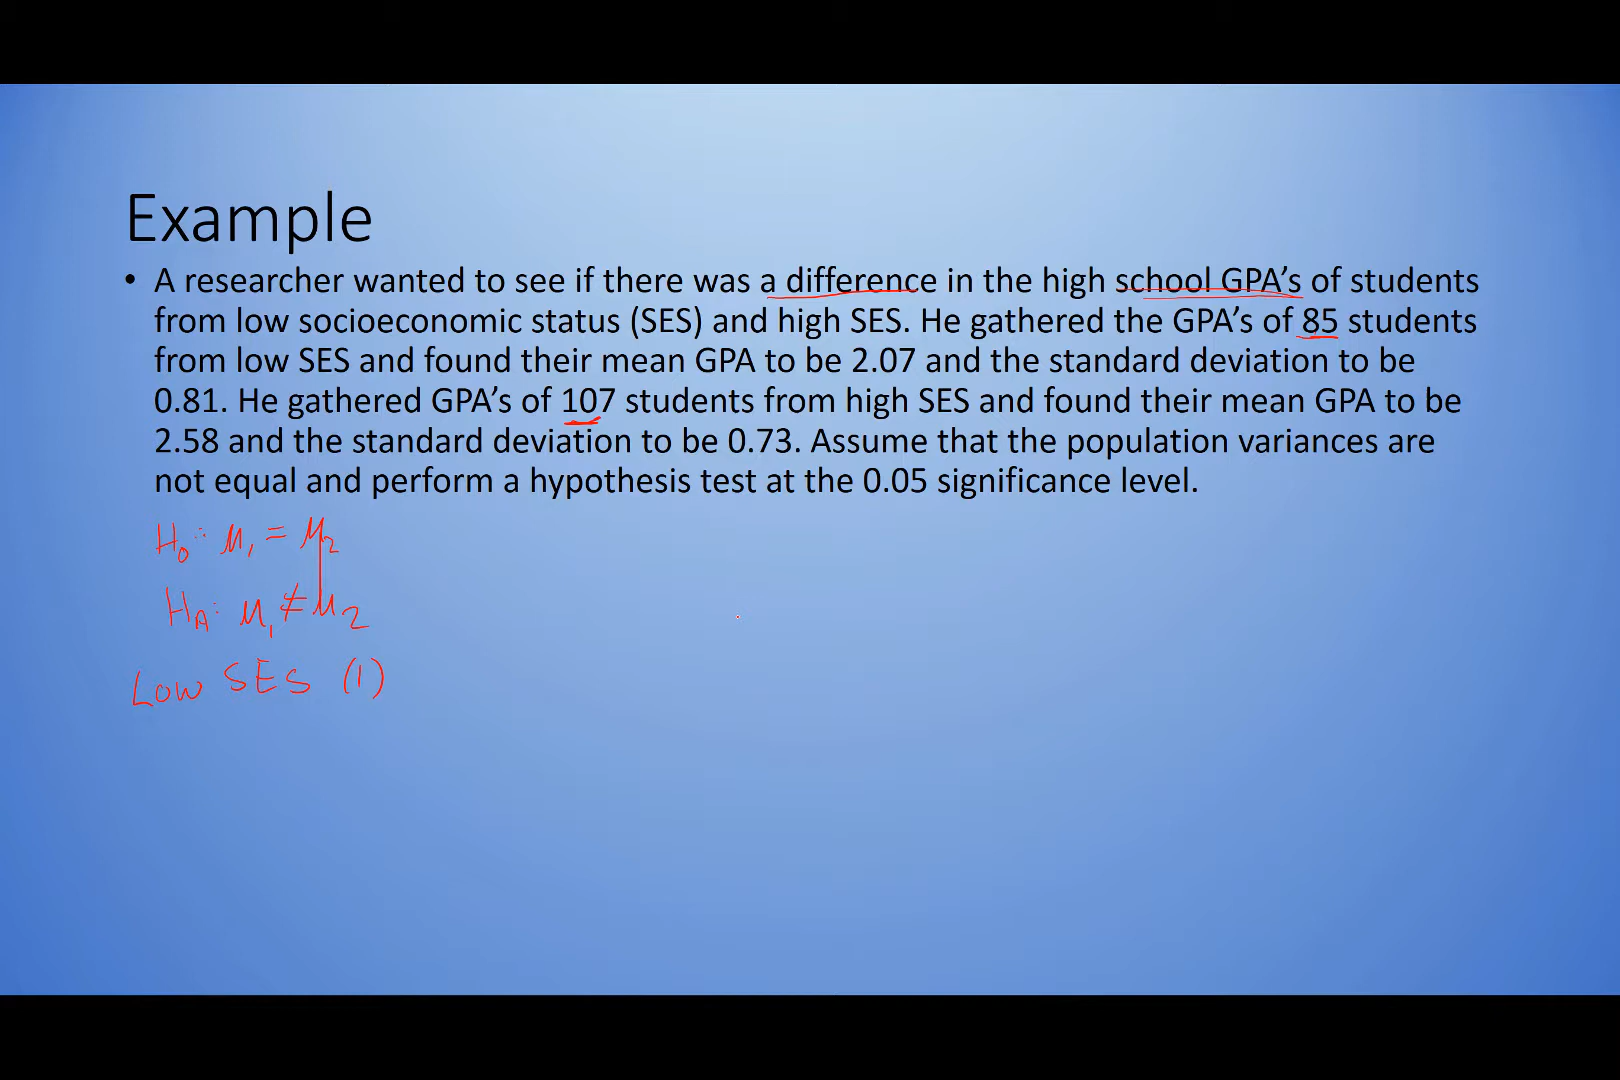 Example
• A researcher wanted to see if there was a difference in the high school GPA’s of students
from low socioeconomic status (SES) and high SES. He gathered the GPA’s of 85 students
from low SES and found their mean GPA to be 2.07 and the standard deviation to be
0.81. He gathered GPA’s of 107 students from high SES and found their mean GPA to be
2.58 and the standard deviation to be 0.73. Assume that the population variances are
not equal and perform a hypothesis test at the 0.05 significance level.
H₀: μ₁ = μ₂
H_A: μ₁ ≠ μ₂
Low SES (1)